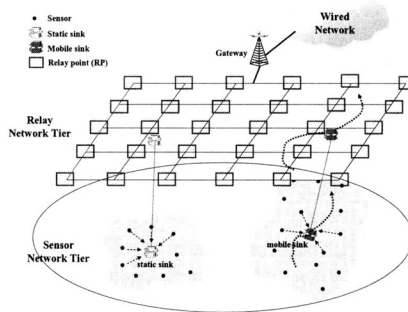 Sensor
Static sink
Mobile sink
Relay point (RP)
Wired
Network
Gateway
Relay
Network Tier
Sensor
Network Tier
static sink
mobile sink